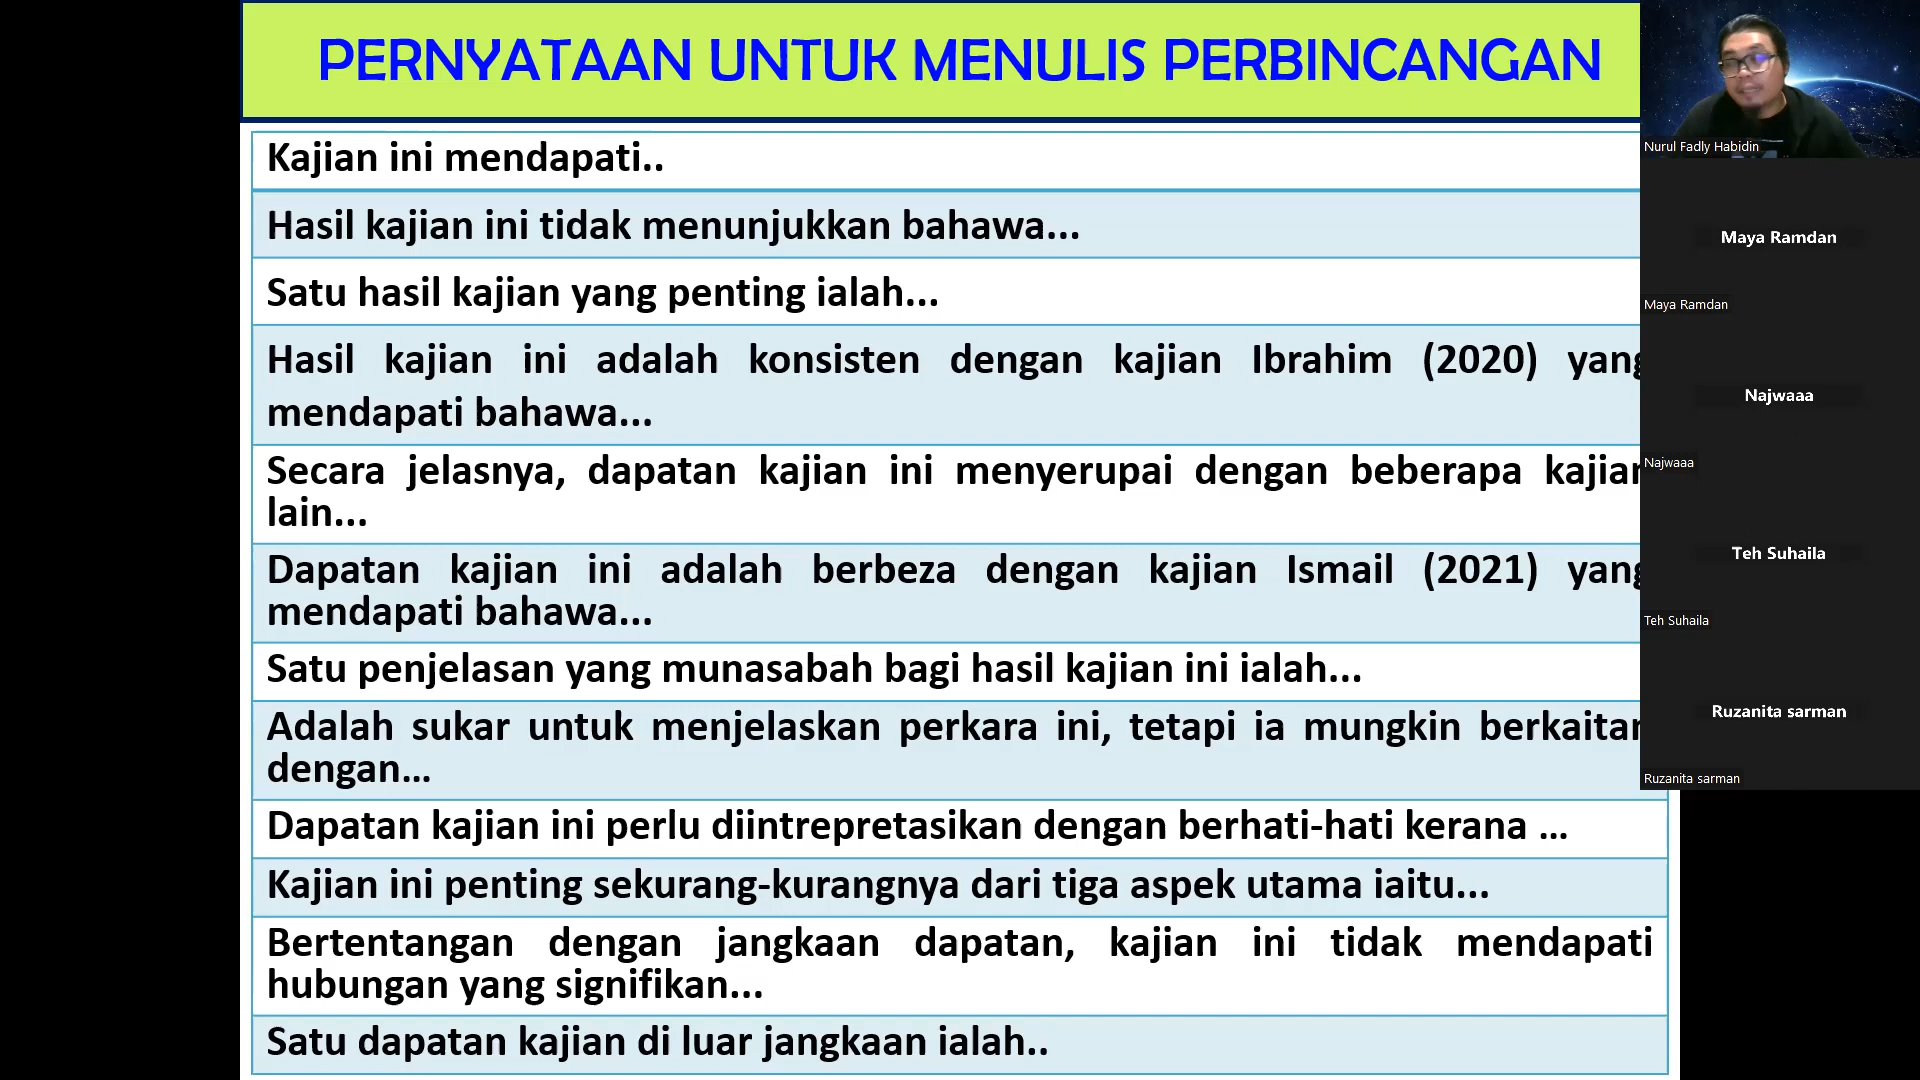 PERNYATAAN UNTUK MENULIS PERBINCANGAN
Kajian ini mendapati..
Hasil kajian ini tidak menunjukkan bahawa...
Satu hasil kajian yang penting ialah...
Hasil kajian ini adalah konsisten dengan kajian Ibrahim (2020) yang
mendapati bahawa...
Secara jelasnya, dapatan kajian ini menyerupai dengan beberapa kajian
lain...
Dapatan kajian ini adalah berbeza dengan kajian Ismail (2021) yang
mendapati bahawa...
Satu penjelasan yang munasabah bagi hasil kajian ini ialah...
Adalah sukar untuk menjelaskan perkara ini, tetapi ia mungkin berkaitan
dengan...
Dapatan kajian ini perlu diintrepretasikan dengan berhati-hati kerana ...
Kajian ini penting sekurang-kurangnya dari tiga aspek utama iaitu...
Bertentangan dengan jangkaan dapatan, kajian ini tidak mendapati
hubungan yang signifikan...
Satu dapatan kajian di luar jangkaan ialah..
Nurul Fadly Habidin
Maya Ramdan
Maya Ramdan
Najwaaa
Najwaaa
Teh Suhaila
Teh Suhaila
Ruzanita sarman
Ruzanita sarman